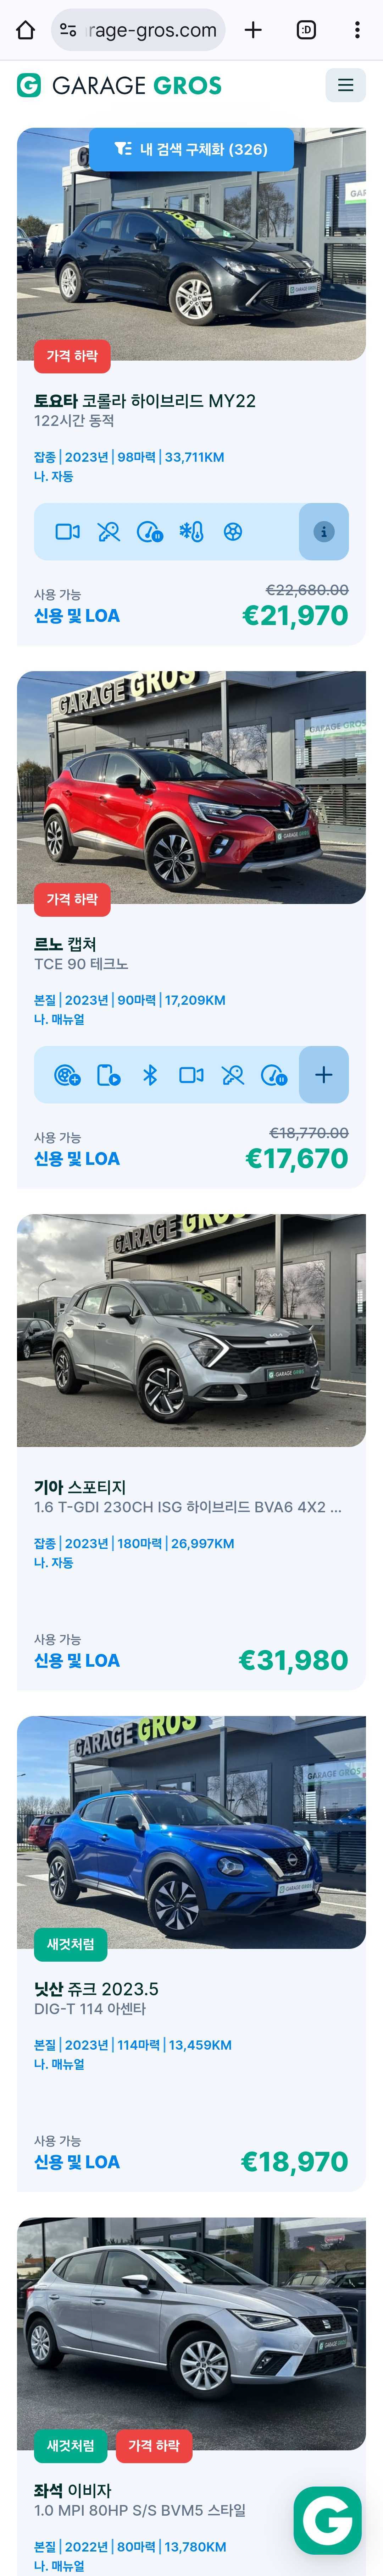 rage-gros.com
:D
G GARAGE GROS
내 검색 구체화 (326)
가격 하락
토요타 코롤라 하이브리드 MY22
122시간 동적
잡종 | 2023년 | 98마력 | 33,711KM
나. 자동
사용 가능
€22,680.00
신용 및 LOA
€21,970
GARAGE GROS
가격 하락
르노 캡쳐
TCE 90 테크노
본질 | 2023년 | 90마력 | 17,209KM
나. 매뉴얼
사용 가능
€18,770.00
신용 및 LOA
€17,670
GARAGE GROS
기아 스포티지
1.6 T-GDI 230CH ISG 하이브리드 BVA6 4X2 ...
잡종 | 2023년 | 180마력 | 26,997KM
나. 자동
사용 가능
신용 및 LOA
€31,980
GARAGE GROS
새것처럼
닛산 쥬크 2023.5
DIG-T 114 아센타
본질 | 2023년 | 114마력 | 13,459KM
나. 매뉴얼
사용 가능
신용 및 LOA
€18,970
새것처럼
가격 하락
좌석 이비자
1.0 MPI 80HP S/S BVM5 스타일
본질 | 2022년 | 80마력 | 13,780KM
나. 매뉴얼
G